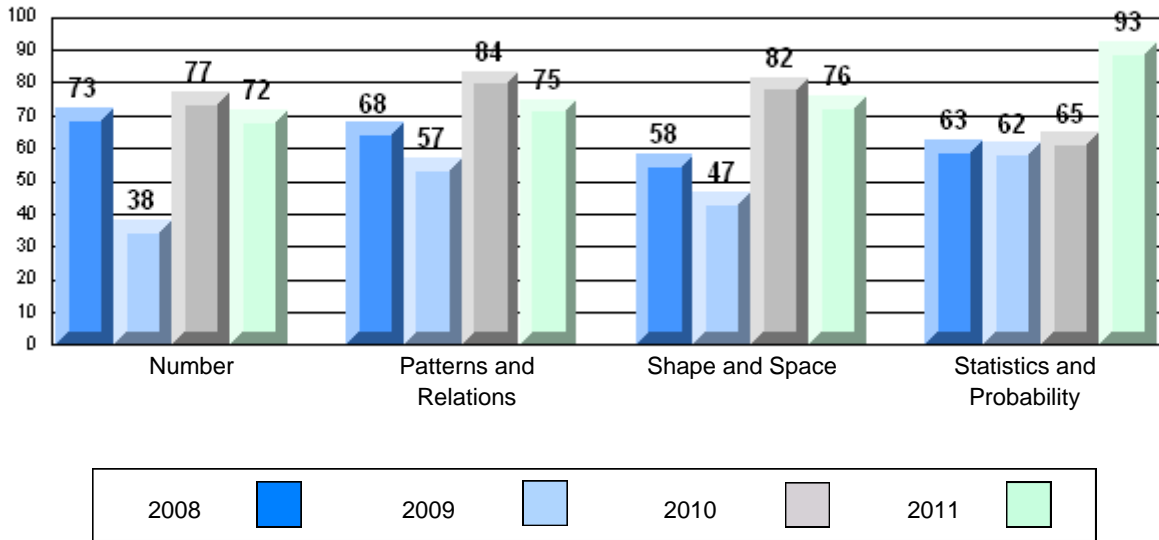 100
90
80
70
60
50
40
30
20
10
0
73 38 77 72 68 57 84 75 58 47 82 76 63 62 65 93
Number Patterns and Shape and Space Statistics and
Relations Probability
2008 2009 2010 2011